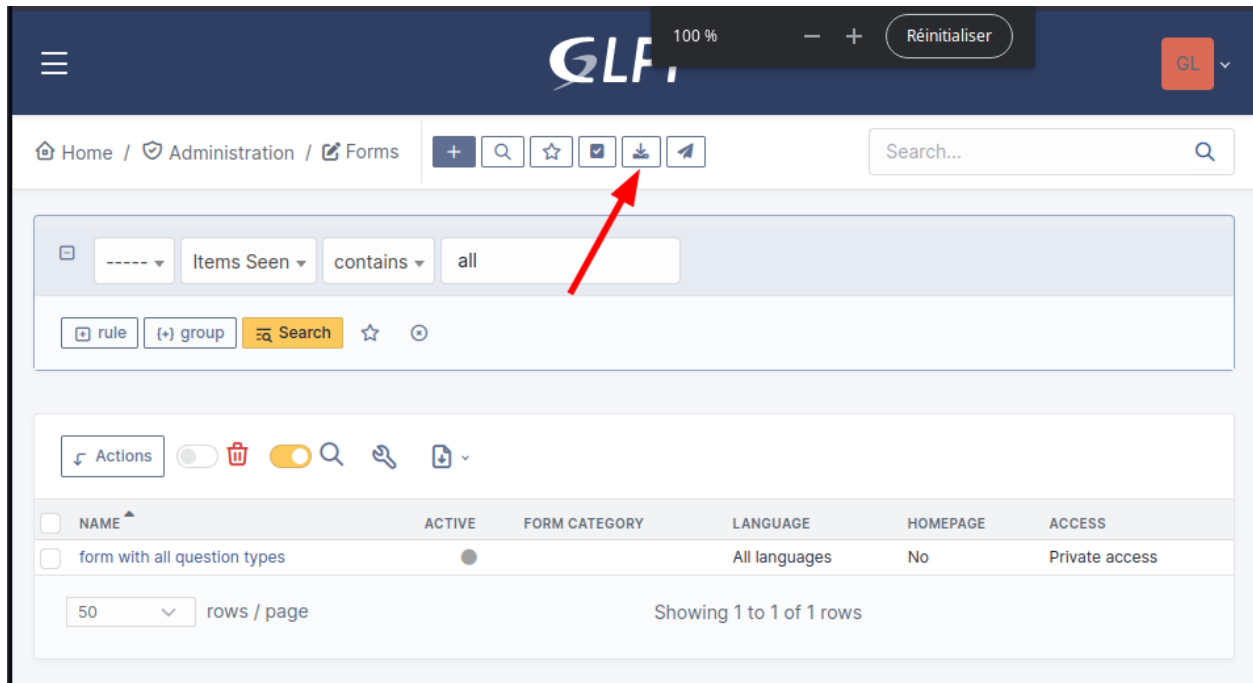 100 %
Réinitialiser
GLPI
GL
Home / Administration / Forms
Search...
-----
Items Seen
contains
all
rule
{+} group
Search
Actions
NAME ACTIVE FORM CATEGORY LANGUAGE HOMEPAGE ACCESS
form with all question types All languages No Private access
50 rows / page Showing 1 to 1 of 1 rows